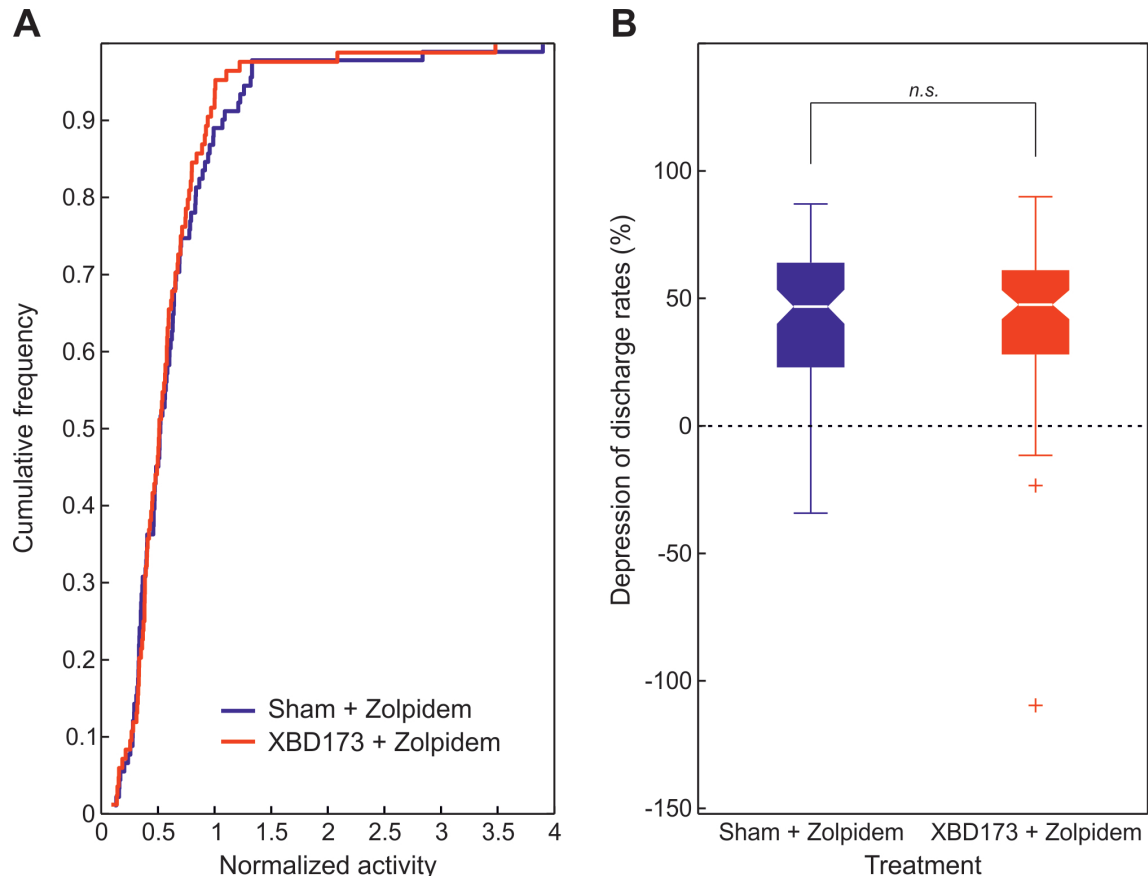 A
Cumulative frequency
0.9
0.8
0.7
0.6
0.5
0.4
0.3
0.2
0.1
0
0 0.5 1 1.5 2 2.5 3 3.5 4
Normalized activity
Sham + Zolpidem
XBD173 + Zolpidem
B
Depression of discharge rates (%)
n.s.
100
50
0
-50
-100
-150
Sham + Zolpidem XBD173 + Zolpidem
Treatment